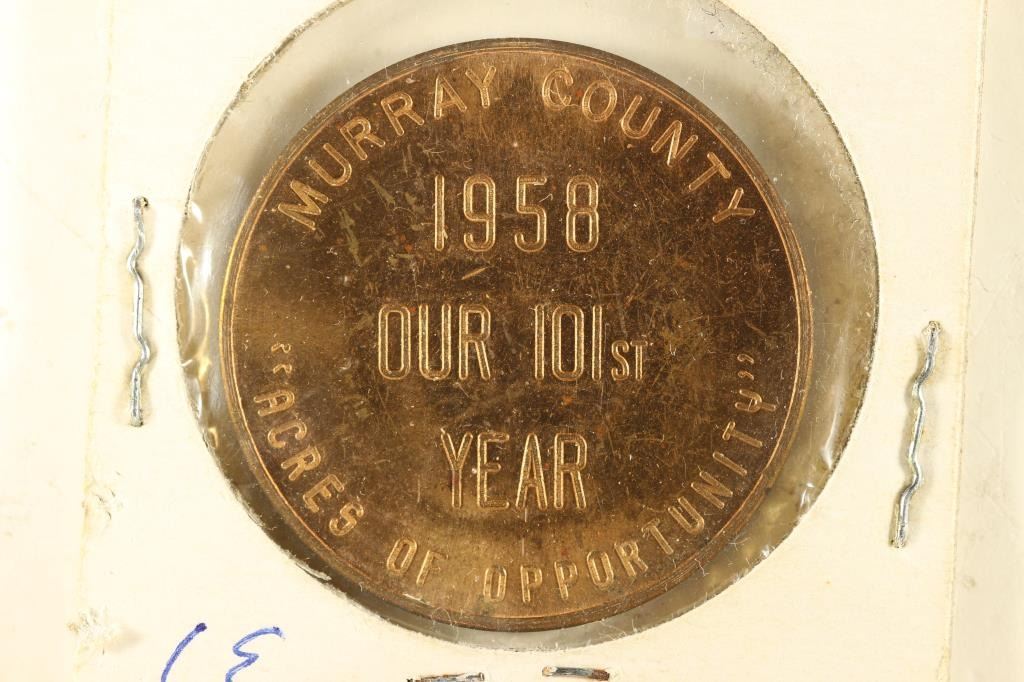 MURRAY COUNTY
1958
OUR 101ST
YEAR
"ACRES OF OPPORTUNITY"